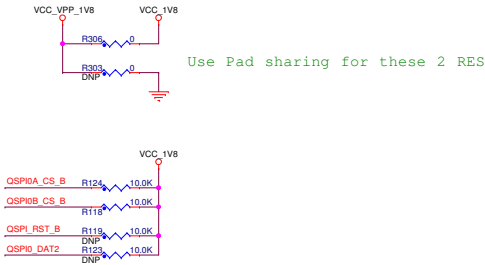 VCC_VPP_1V8 VCC_1V8
R306 0
R303 0
DNP
Use Pad sharing for these 2 RES
VCC_1V8
QSPI0A_CS_B R124 10.0K
QSPI0B_CS_B 10.0K
R118
QSPI_RST_B R119 10.0K
DNP
QSPI0_DAT2 R123 10.0K
DNP